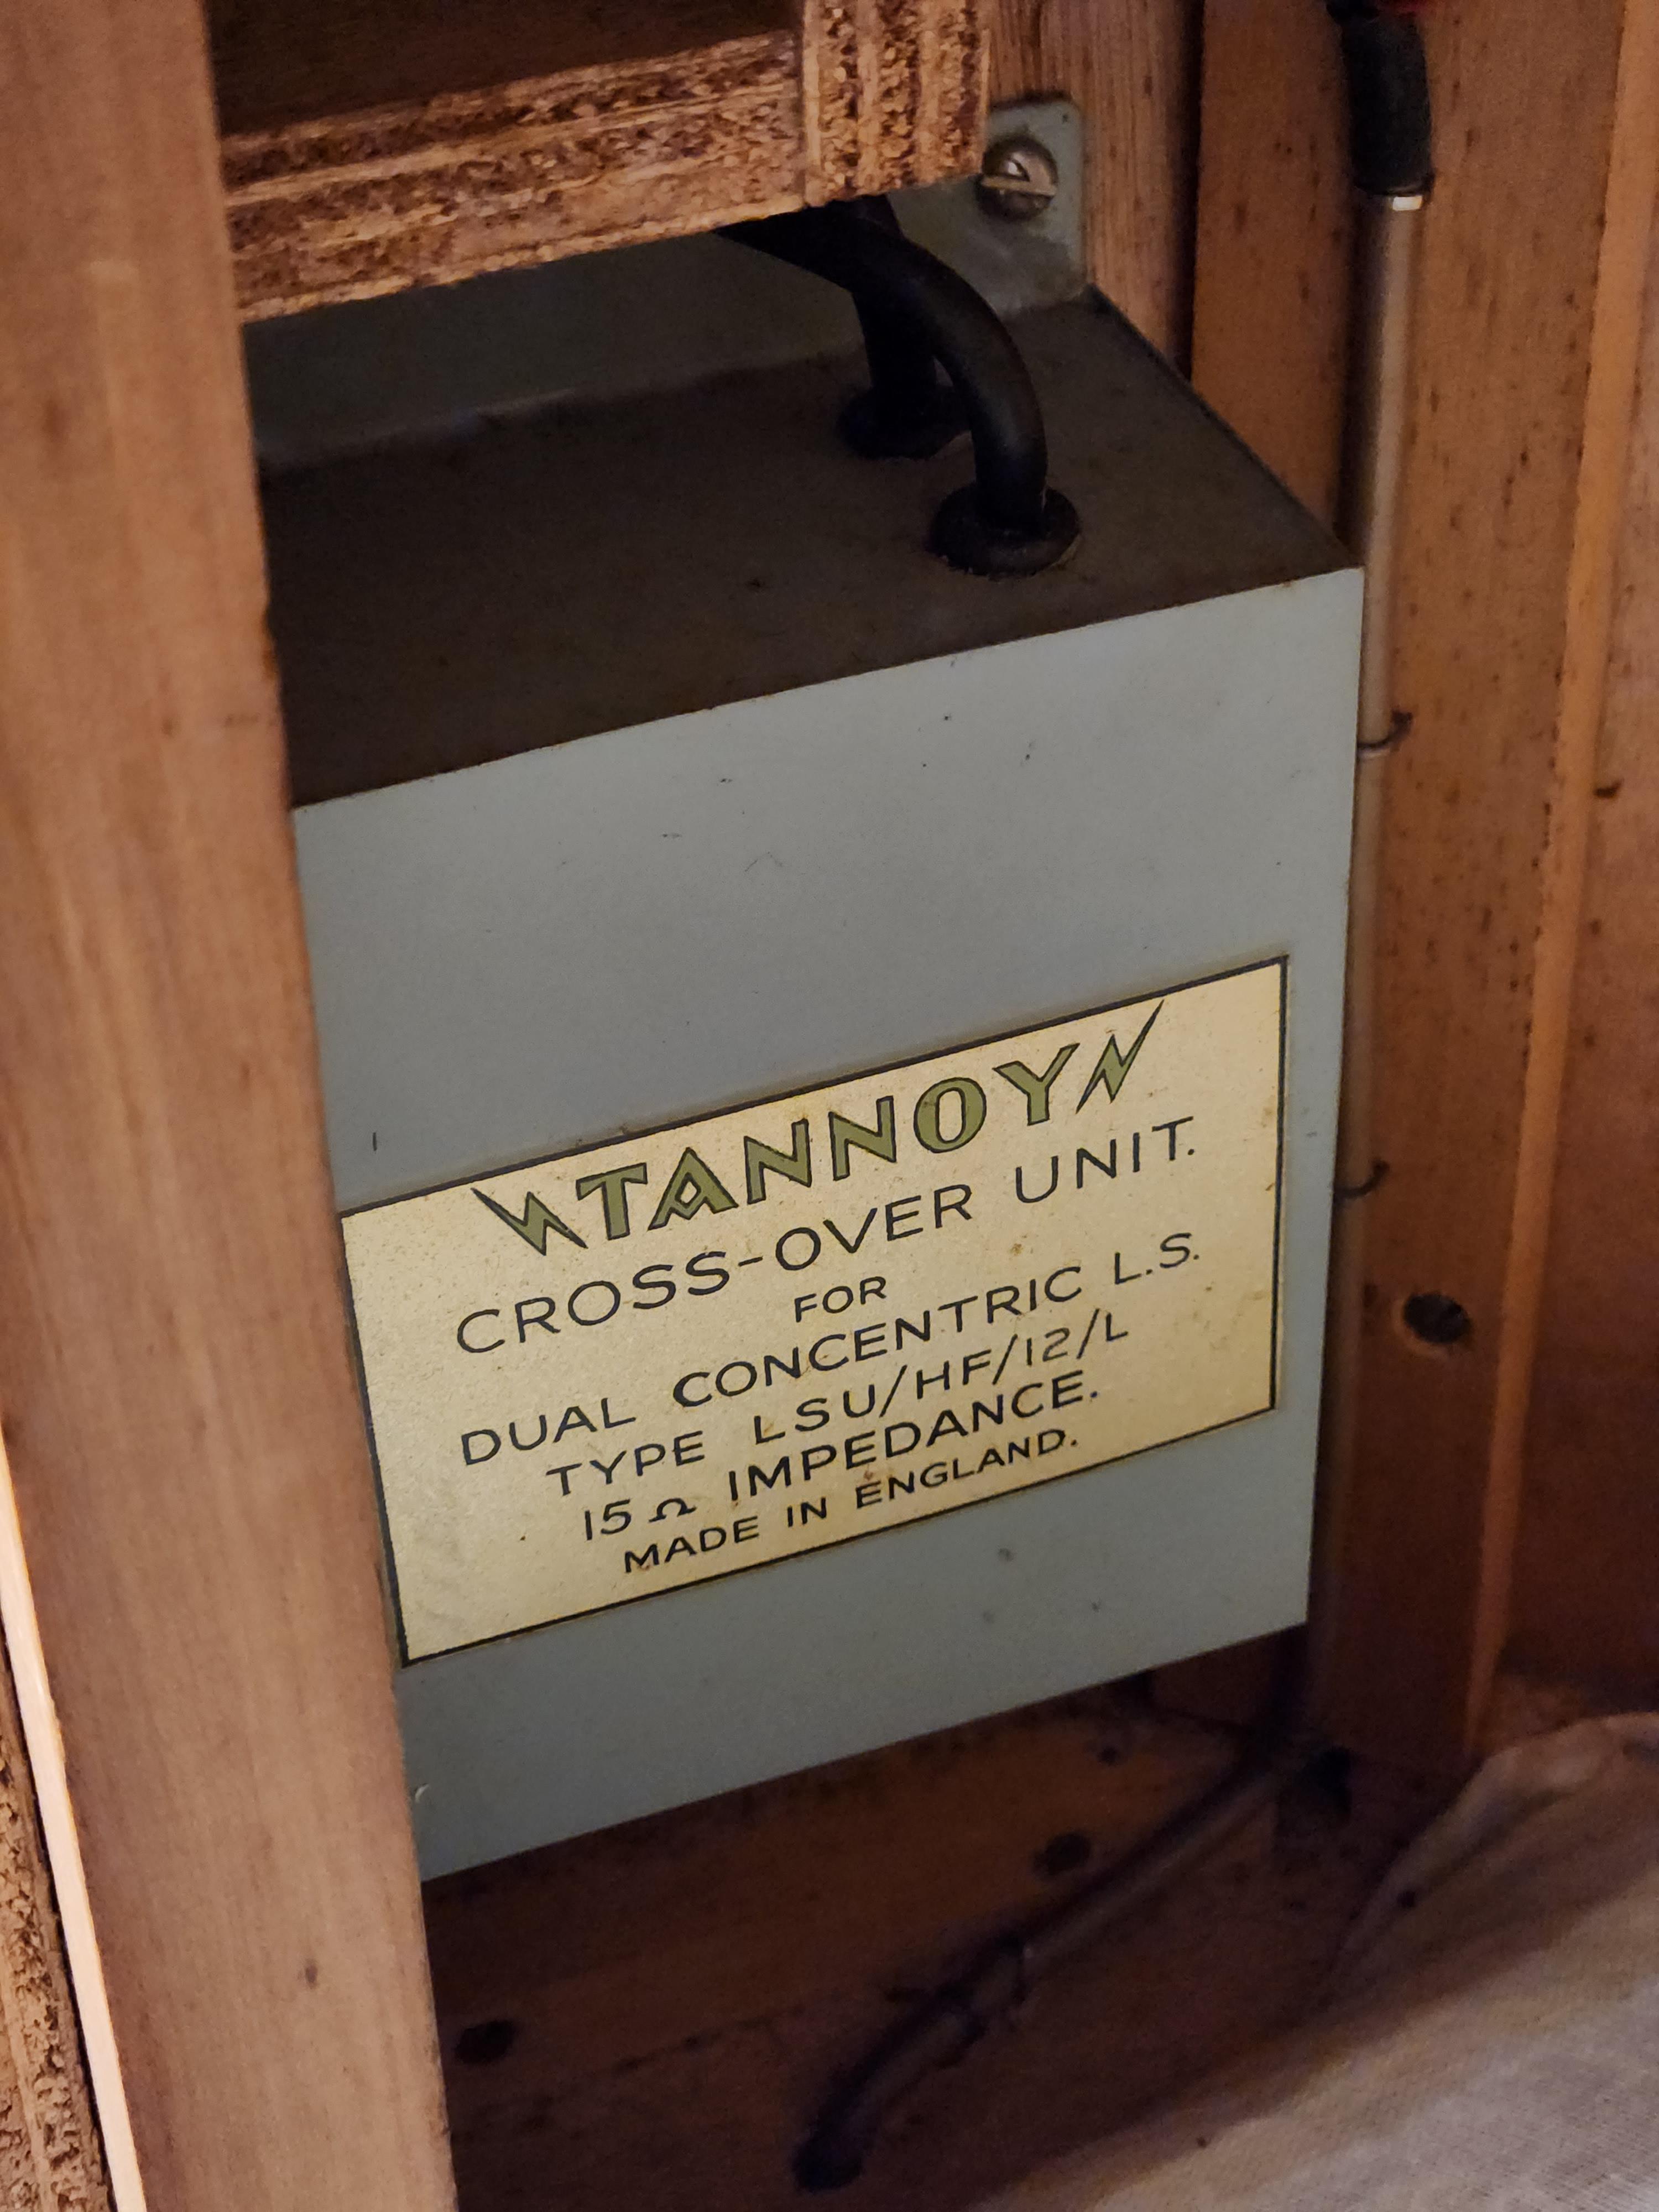 TANNOY
CROSS-OVER UNIT.
FOR
DUAL CONCENTRIC L.S.
TYPE LSU/HF/12/L
15 Ω IMPEDANCE.
MADE IN ENGLAND.